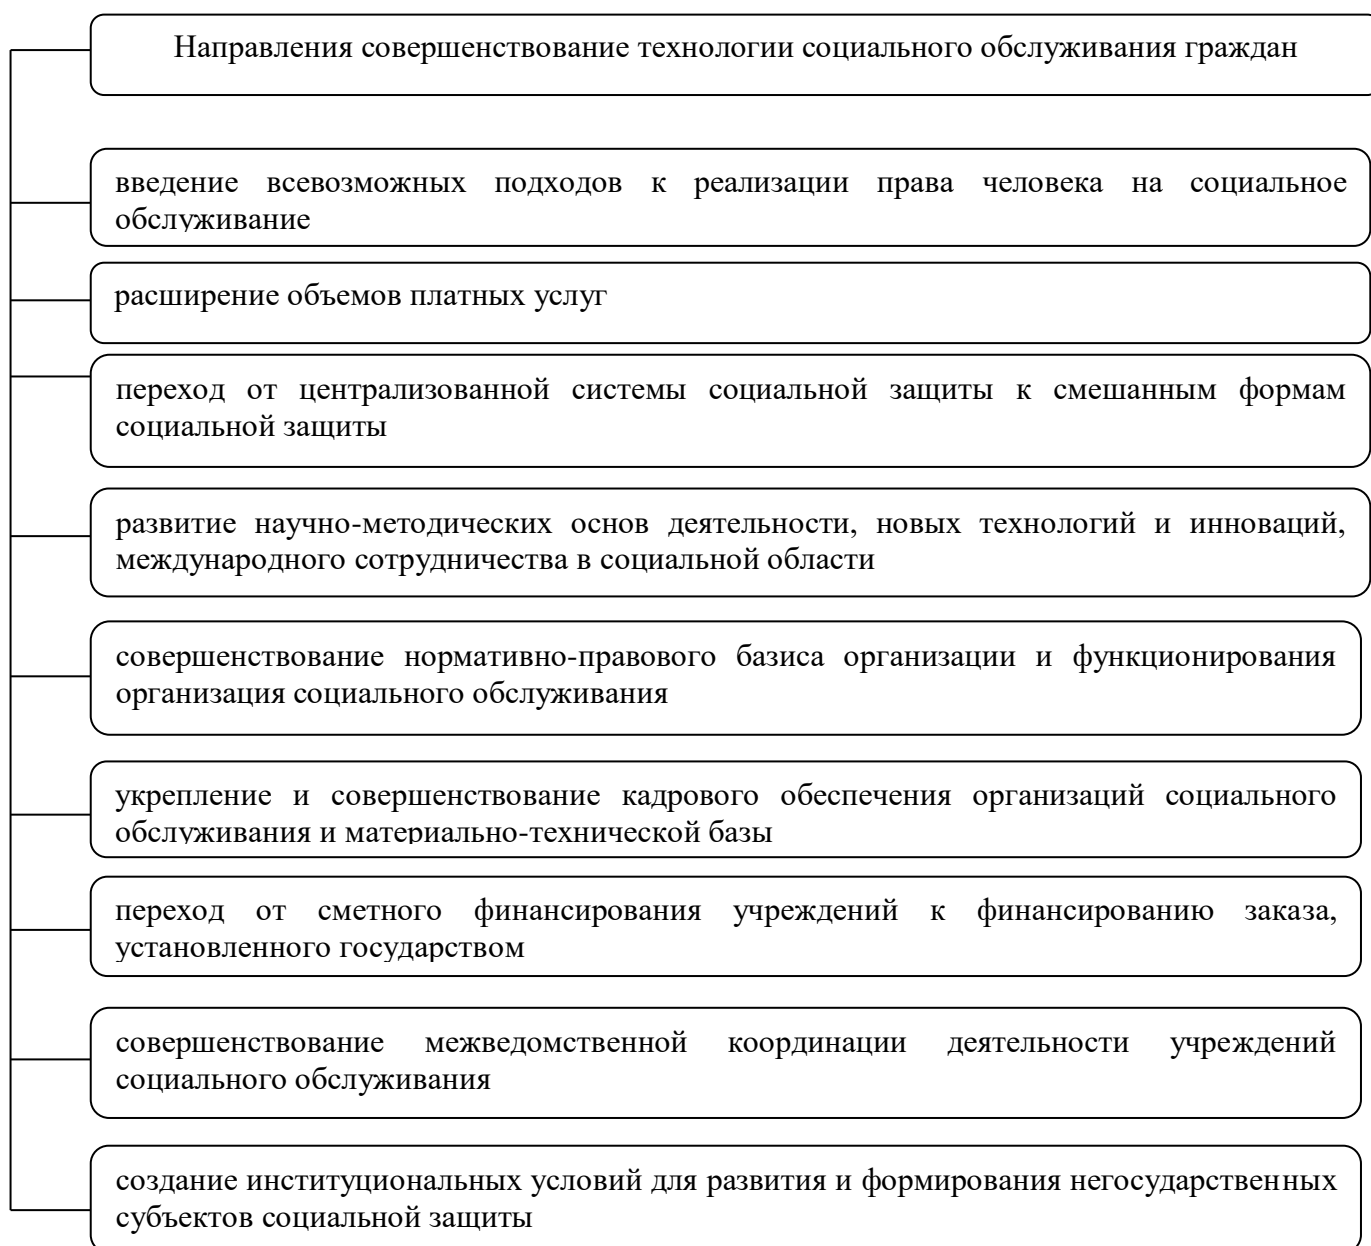 Направления совершенствование технологии социального обслуживания граждан
введение всевозможных подходов к реализации права человека на социальное
обслуживание
расширение объемов платных услуг
переход от централизованной системы социальной защиты к смешанным формам
социальной защиты
развитие научно-методических основ деятельности, новых технологий и инноваций,
международного сотрудничества в социальной области
совершенствование нормативно-правового базиса организации и функционирования
организация социального обслуживания
укрепление и совершенствование кадрового обеспечения организаций социального
обслуживания и материально-технической базы
переход от сметного финансирования учреждений к финансированию заказа,
установленного государством
совершенствование межведомственной координации деятельности учреждений
социального обслуживания
создание институциональных условий для развития и формирования негосударственных
субъектов социальной защиты